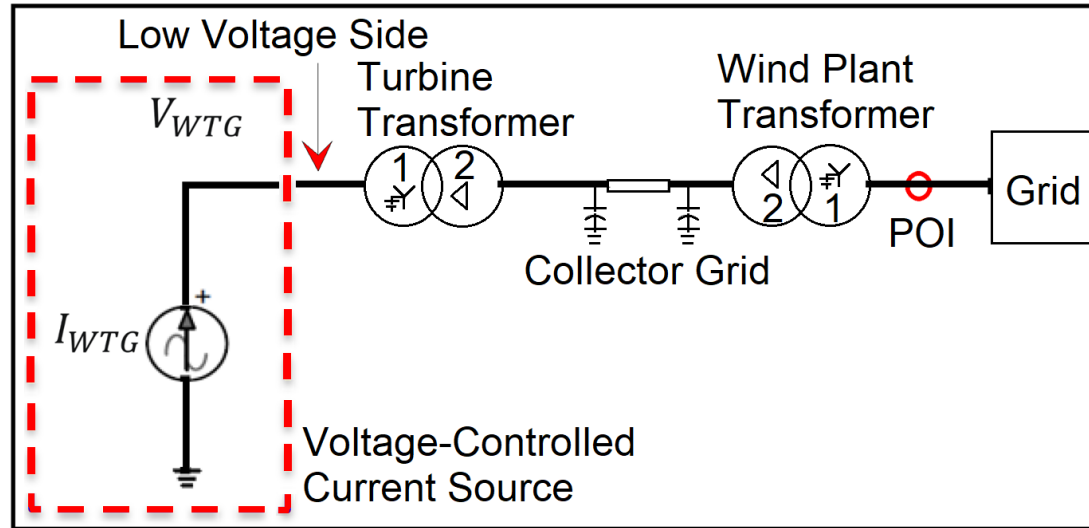 Low Voltage Side
V_WTG
Turbine
Transformer
Wind Plant
Transformer
1 2
2 1
Grid
POI
Collector Grid
+
I_WTG
Voltage-Controlled
Current Source